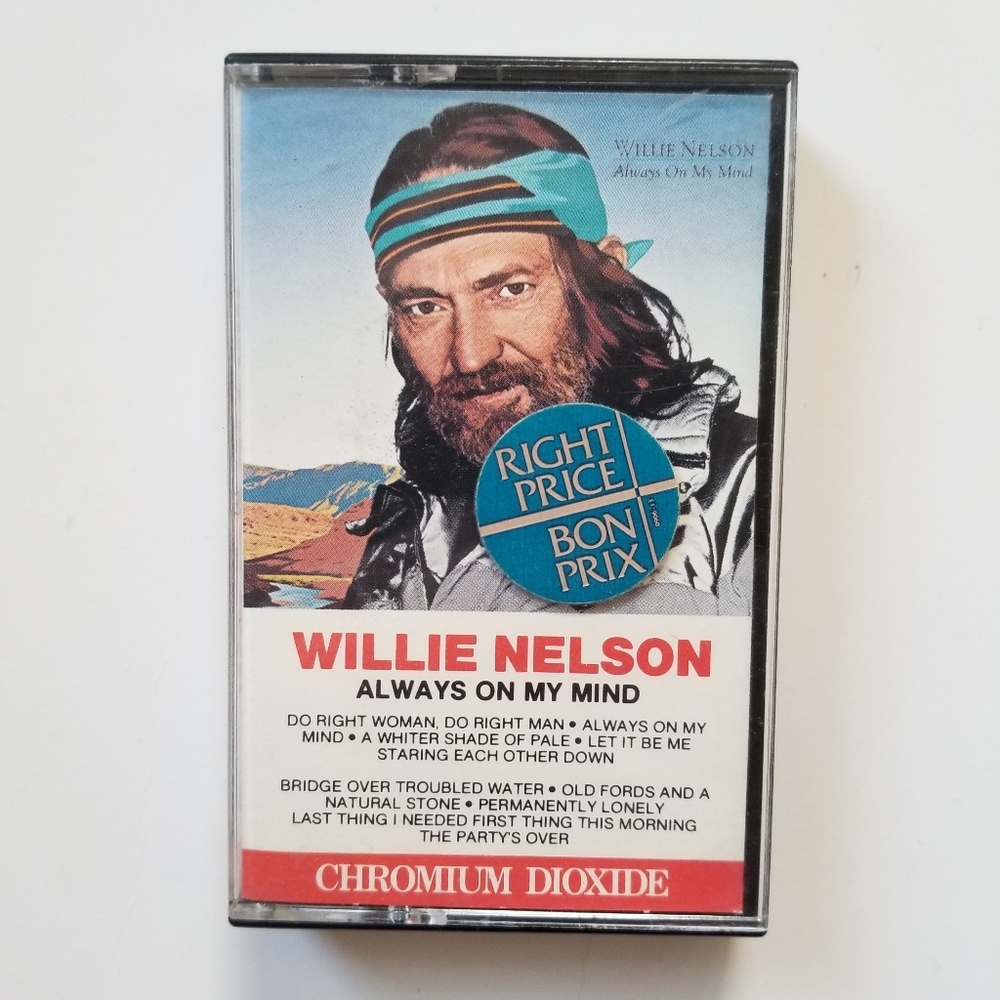 WILLIE NELSON
Always On My Mind
RIGHT
PRICE
BON
PRIX
WILLIE NELSON
ALWAYS ON MY MIND
DO RIGHT WOMAN, DO RIGHT MAN • ALWAYS ON MY
MIND • A WHITER SHADE OF PALE • LET IT BE ME
STARING EACH OTHER DOWN
BRIDGE OVER TROUBLED WATER • OLD FORDS AND A
NATURAL STONE • PERMANENTLY LONELY
LAST THING I NEEDED FIRST THING THIS MORNING
THE PARTY'S OVER
CHROMIUM DIOXIDE